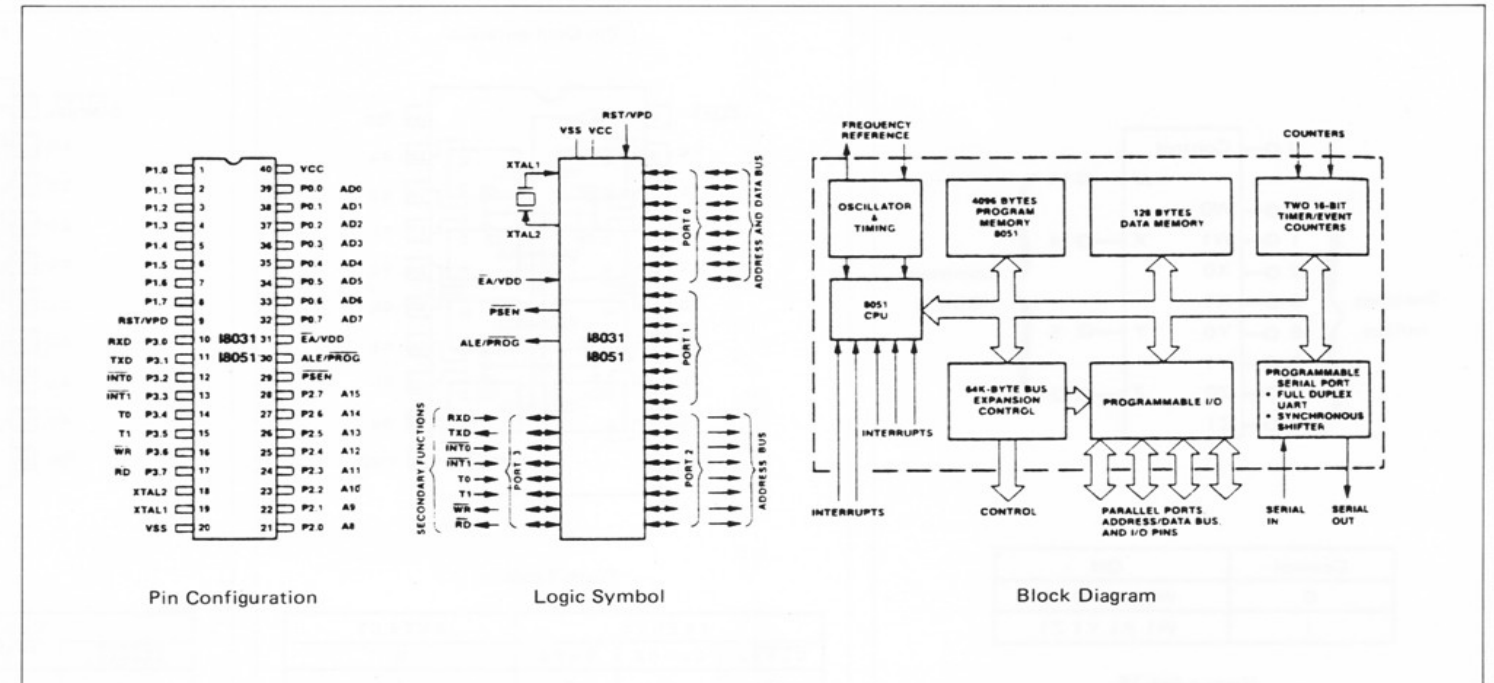 P1.0 1 40 VCC
P1.1 2 39 P0.0 AD0
P1.2 3 38 P0.1 AD1
P1.3 4 37 P0.2 AD2
P1.4 5 36 P0.3 AD3
P1.5 6 35 P0.4 AD4
P1.6 7 34 P0.5 AD5
P1.7 8 33 P0.6 AD6
RST/VPD 9 32 P0.7 AD7
RXD P3.0 10 I8031 31 EA/VDD
TXD P3.1 11 I8051 30 ALE/PROG
INT0 P3.2 12 29 PSEN
INT1 P3.3 13 28 P2.7 A15
T0 P3.4 14 27 P2.6 A14
T1 P3.5 15 26 P2.5 A13
WR P3.6 16 25 P2.4 A12
RD P3.7 17 24 P2.3 A11
XTAL2 18 23 P2.2 A10
XTAL1 19 22 P2.1 A9
VSS 20 21 P2.0 A8
Pin Configuration
RST/VPD
VSS VCC
XTAL1
XTAL2
EA/VDD
PSEN
ALE/PROG
I8031
I8051
PORT 0
ADDRESS AND DATA BUS
PORT 1
PORT 2
ADDRESS BUS
SECONDARY FUNCTIONS
RXD
TXD
INT0
INT1
T0
T1
WR
RD
PORT 3
Logic Symbol
FREQUENCY
REFERENCE
COUNTERS
OSCILLATOR
&
TIMING
4096 BYTES
PROGRAM
MEMORY
8051
128 BYTES
DATA MEMORY
TWO 16-BIT
TIMER/EVENT
COUNTERS
8051
CPU
64K-BYTE BUS
EXPANSION
CONTROL
PROGRAMMABLE I/O
PROGRAMMABLE
SERIAL PORT
• FULL DUPLEX
UART
• SYNCHRONOUS
SHIFTER
INTERRUPTS
INTERRUPTS
CONTROL
PARALLEL PORTS
ADDRESS/DATA BUS.
AND I/O PINS
SERIAL
IN
SERIAL
OUT
Block Diagram